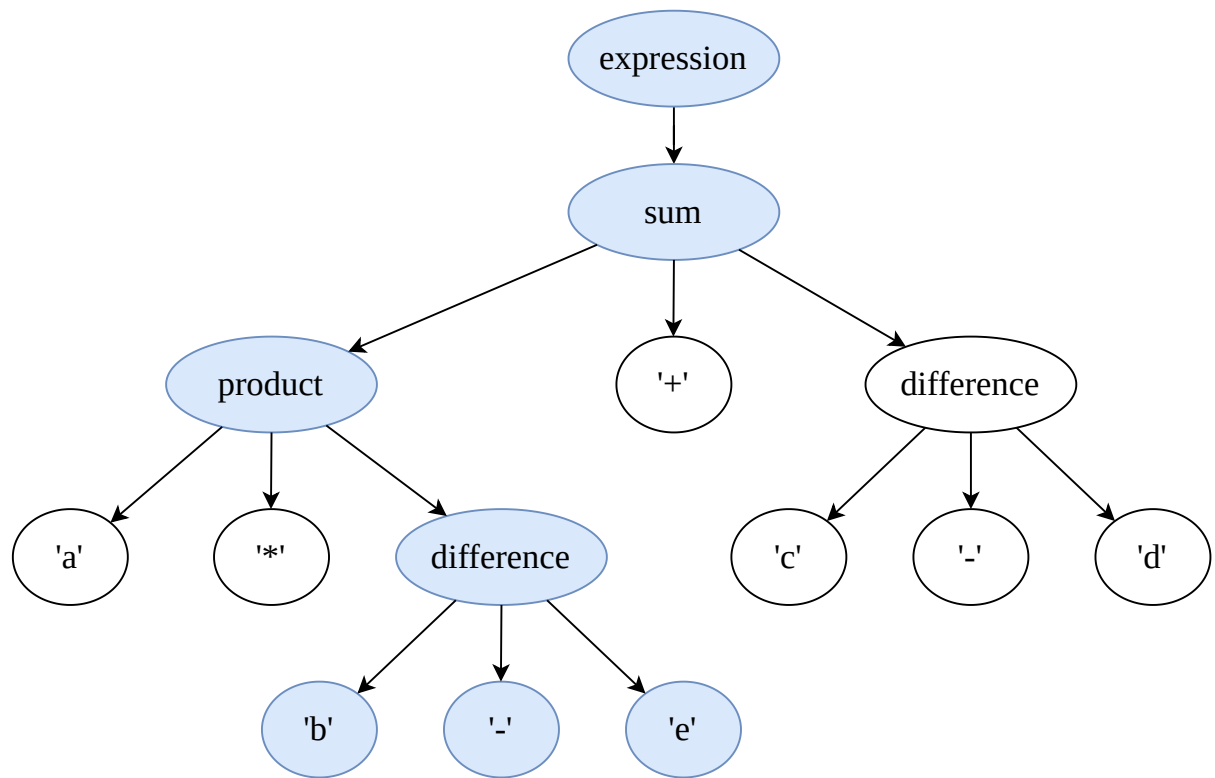 expression
sum
product
'+'
difference
'a'
'*'
difference
'c'
'-'
'd'
'b'
'-'
'e'